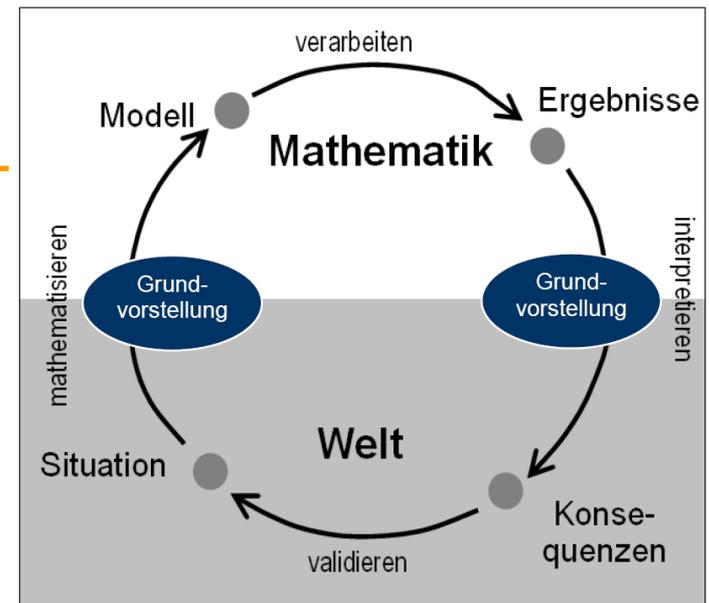 verarbeiten
Modell
Ergebnisse
Mathematik
mathematisieren
Grund-
vorstellung
Grund-
vorstellung
interpretieren
Welt
Situation
Konse-
quenzen
validieren